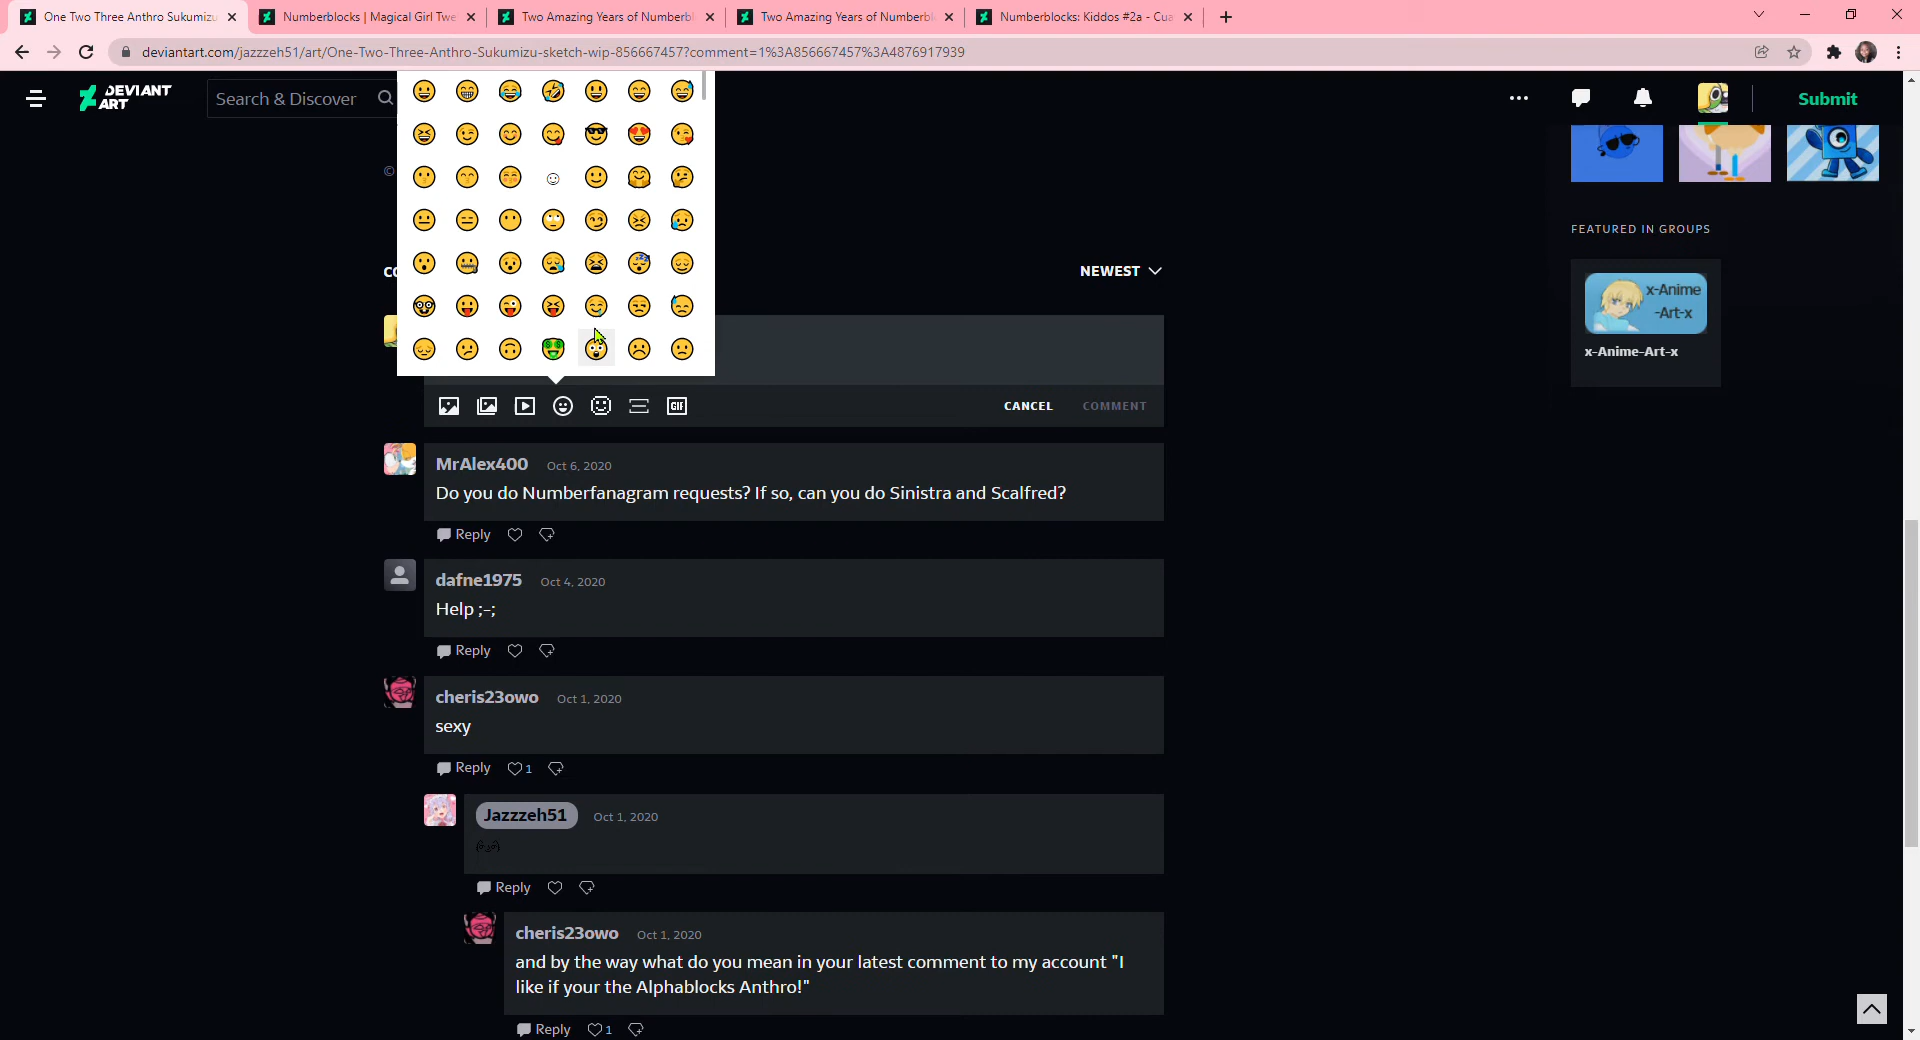 One Two Three Anthro Sukumizu
Numberblocks | Magical Girl Twe
Two Amazing Years of Numberbl
Two Amazing Years of Numberbl
Numberblocks: Kiddos #2a - Cua
deviantart.com/jazzzeh51/art/One-Two-Three-Anthro-Sukumizu-sketch-wip-856667457?comment=1%3A856667457%3A4876917939
DEVIANT
ART
Search & Discover
Submit
©
FEATURED IN GROUPS
CO
NEWEST
x-Anime
-Art-x
x-Anime-Art-x
GIF
CANCEL
COMMENT
MrAlex400 Oct 6, 2020
Do you do Numberfanagram requests? If so, can you do Sinistra and Scalfred?
Reply
dafne1975 Oct 4, 2020
Help ;-;
Reply
cheris23owo Oct 1, 2020
sexy
Reply 1
Jazzzeh51 Oct 1, 2020
Reply
cheris23owo Oct 1, 2020
and by the way what do you mean in your latest comment to my account "I
like if your the Alphablocks Anthro!"
Reply 1